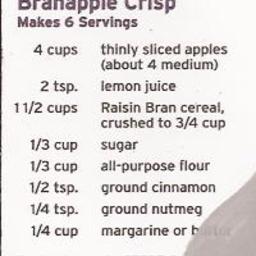 Branapple Crisp
Makes 6 Servings
4 cups thinly sliced apples
(about 4 medium)
2 tsp. lemon juice
1 1/2 cups Raisin Bran cereal,
crushed to 3/4 cup
1/3 cup sugar
1/3 cup all-purpose flour
1/2 tsp. ground cinnamon
1/4 tsp. ground nutmeg
1/4 cup margarine or butter